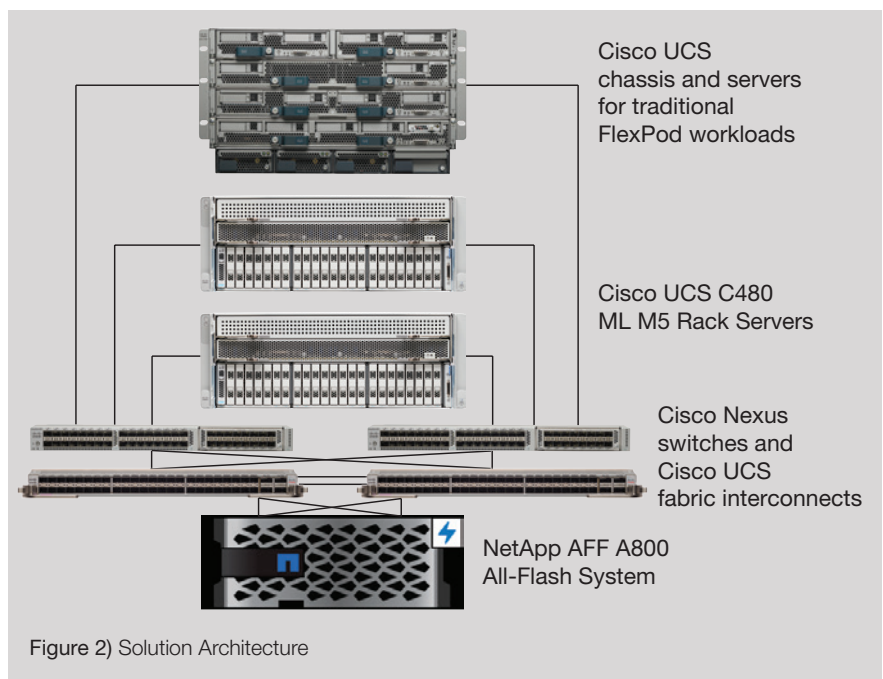 Cisco UCS
chassis and servers
for traditional
FlexPod workloads
Cisco UCS C480
ML M5 Rack Servers
Cisco Nexus
switches and
Cisco UCS
fabric interconnects
NetApp AFF A800
All-Flash System
Figure 2) Solution Architecture